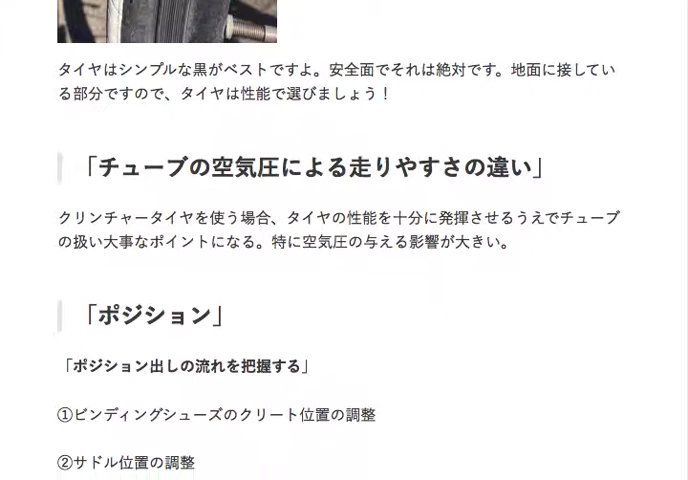 タイヤはシンプルな黒がベストですよ。安全面でそれは絶対です。地面に接してい
る部分ですので、タイヤは性能で選びましょう！
「チューブの空気圧による走りやすさの違い」
クリンチャータイヤを使う場合、タイヤの性能を十分に発揮させるうえでチューブ
の扱い大事なポイントになる。特に空気圧の与える影響が大きい。
「ポジション」
「ポジション出しの流れを把握する」
①ビンディングシューズのクリート位置の調整
②サドル位置の調整